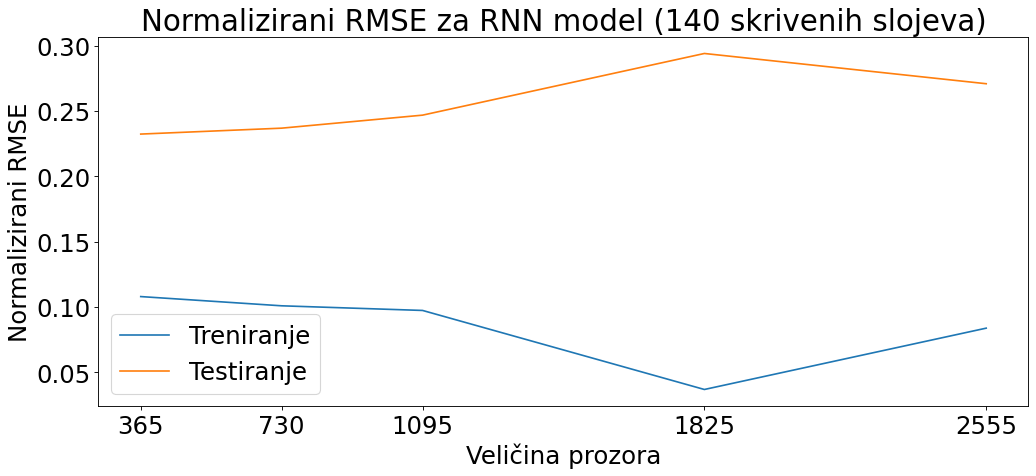 Normalizirani RMSE za RNN model (140 skrivenih slojeva)
Normalizirani RMSE
0.30
0.25
0.20
0.15
0.10
0.05
Treniranje
Testiranje
365 730 1095 1825 2555
Veličina prozora